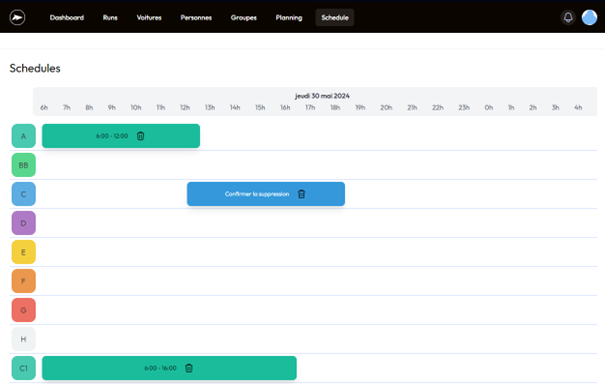 Dashboard Runs Voitures Personnes Groupes Planning Schedule
Schedules
jeudi 30 mai 2024
6h 7h 8h 9h 10h 11h 12h 13h 14h 15h 16h 17h 18h 19h 20h 21h 22h 23h 0h 1h 2h 3h 4h
A 6:00 - 12:00
BB
C Confirmer la suppression
D
E
F
G
H
C1 6:00 - 16:00